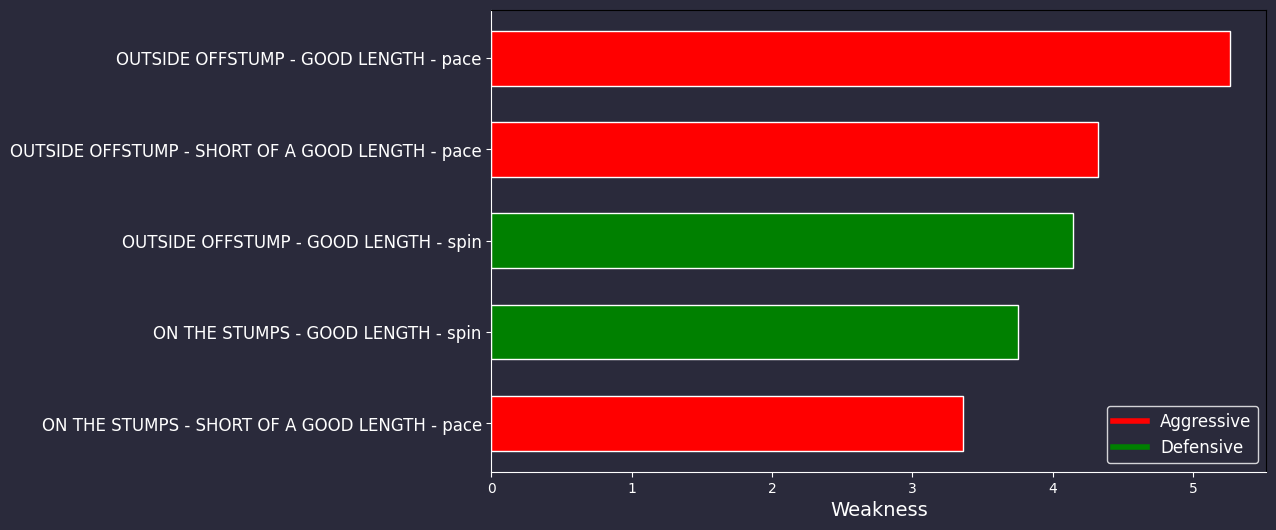 OUTSIDE OFFSTUMP - GOOD LENGTH - pace
OUTSIDE OFFSTUMP - SHORT OF A GOOD LENGTH - pace
OUTSIDE OFFSTUMP - GOOD LENGTH - spin
ON THE STUMPS - GOOD LENGTH - spin
ON THE STUMPS - SHORT OF A GOOD LENGTH - pace
Aggressive
Defensive
0 1 2 3 4 5
Weakness